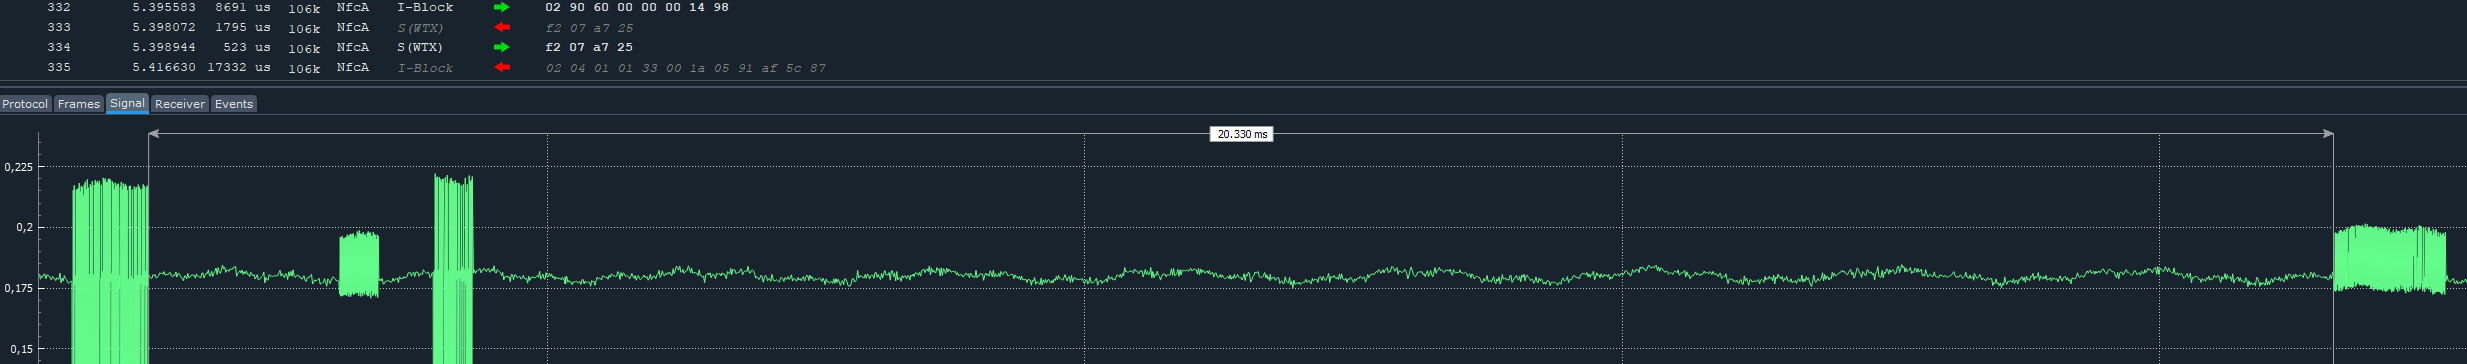 332 5.395583 8691 us 106k NfcA I-Block 02 90 60 00 00 00 14 98
333 5.398072 1795 us 106k NfcA S(WTX) f2 07 a7 25
334 5.398944 523 us 106k NfcA S(WTX) f2 07 a7 25
335 5.416630 17332 us 106k NfcA I-Block 02 04 01 01 33 00 1a 05 91 af 5c 87
Protocol Frames Signal Receiver Events
20.330 ms
0,225
0,2
0,175
0,15